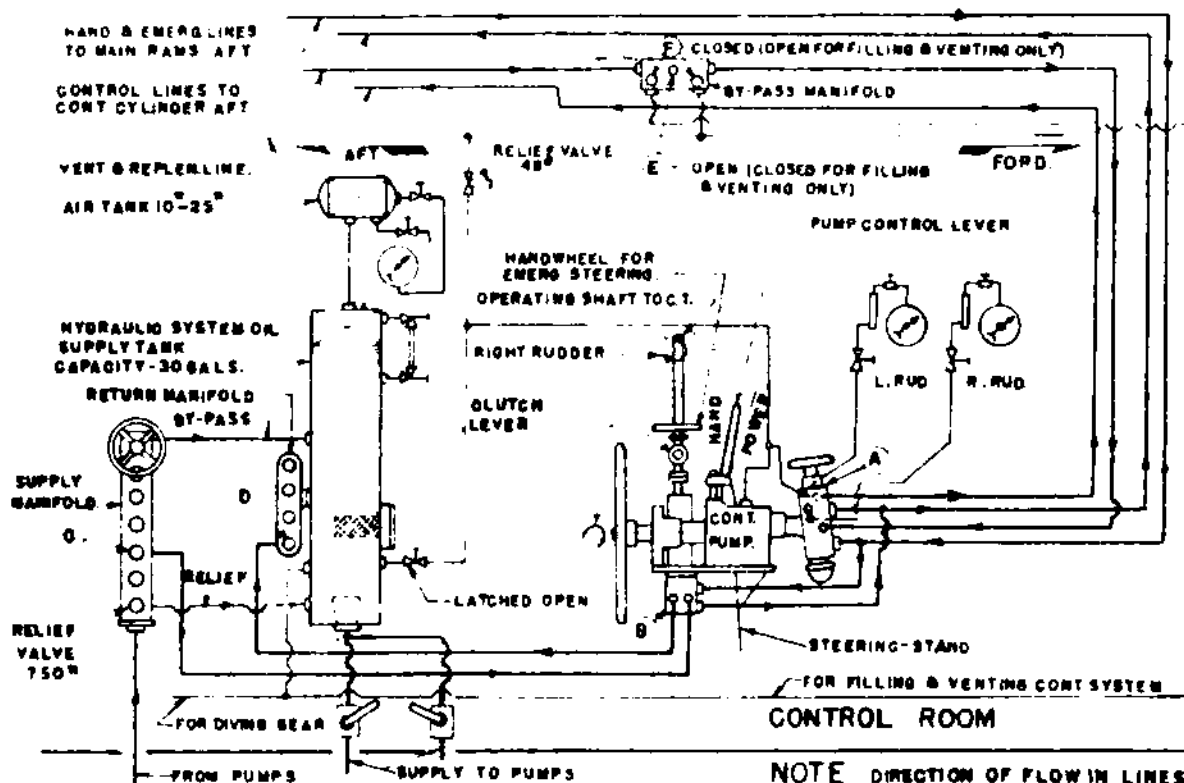 HAND & EMERG LINES
TO MAIN RAMS AFT
CONTROL LINES TO
CONT CYLINDER AFT
F CLOSED (OPEN FOR FILLING & VENTING ONLY)
BY-PASS MANIFOLD
AFT
RELIEF VALVE
E - OPEN (CLOSED FOR FILLING
& VENTING ONLY)
FORD.
VENT & REPLEN LINE.
AIR TANK 10"-25"
PUMP CONTROL LEVER
HANDWHEEL FOR
EMERG STEERING
OPERATING SHAFT TO C.T.
HYDRAULIC SYSTEM OIL
SUPPLY TANK
CAPACITY-30 GALS.
RIGHT RUDDER
L. RUD
R. RUD.
RETURN MANIFOLD
BY-PASS
CLUTCH
LEVER
HAND
POWER
A
SUPPLY
MANIFOLD
D
CONT.
PUMP.
RELIEF
LATCHED OPEN
B
STEERING-STAND
RELIEF
VALVE
750"
FOR FILLING & VENTING CONT SYSTEM
FOR DIVING GEAR
CONTROL ROOM
FROM PUMPS
SUPPLY TO PUMPS
NOTE DIRECTION OF FLOW IN LINES